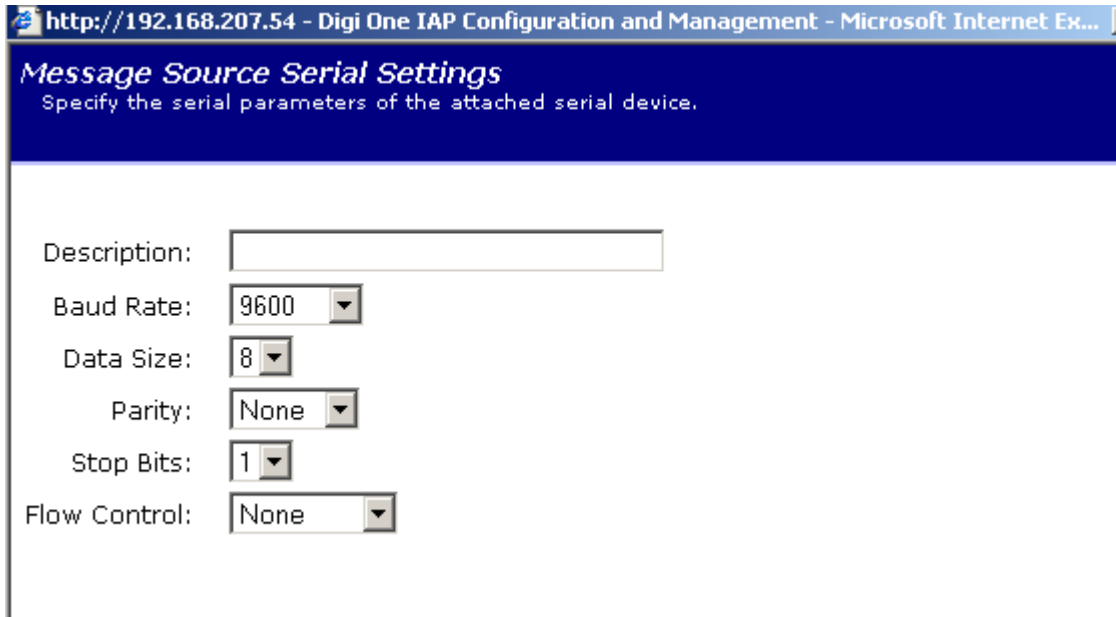 http://192.168.207.54 - Digi One IAP Configuration and Management - Microsoft Internet Ex...
Message Source Serial Settings
Specify the serial parameters of the attached serial device.
Description:
Baud Rate: 9600
Data Size: 8
Parity: None
Stop Bits: 1
Flow Control: None